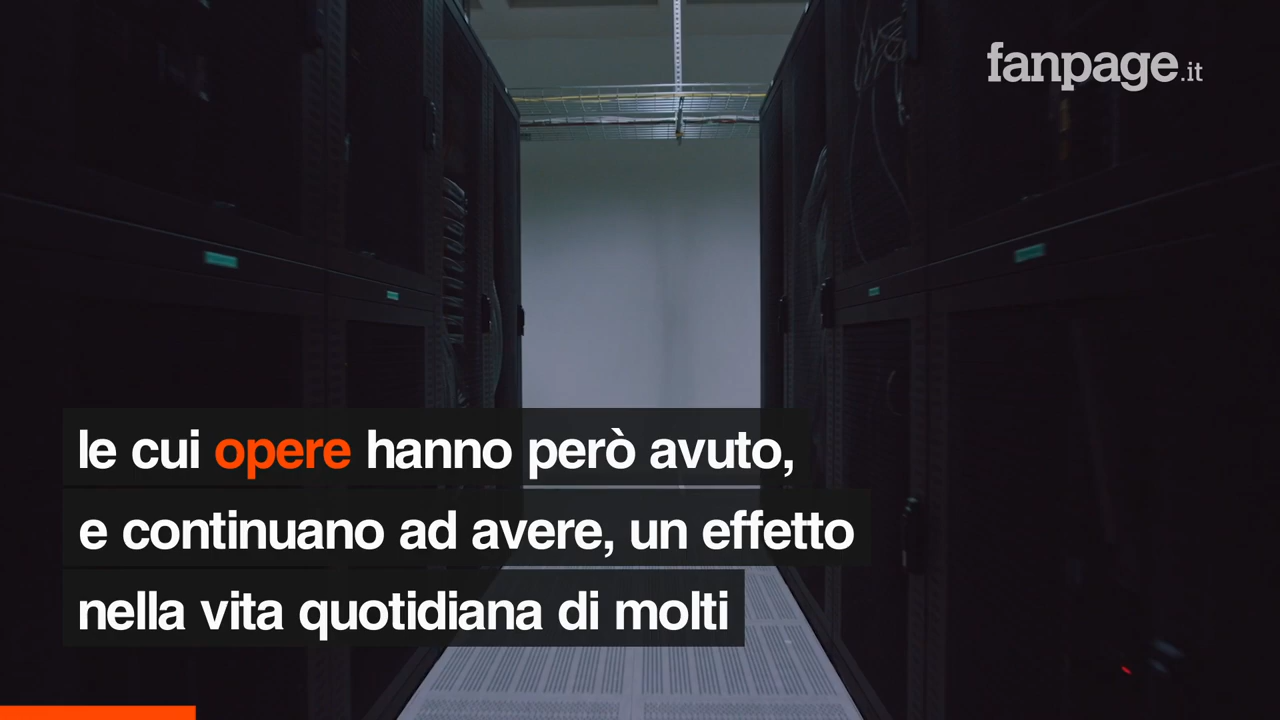 fanpage.it
le cui opere hanno però avuto,
e continuano ad avere, un effetto
nella vita quotidiana di molti